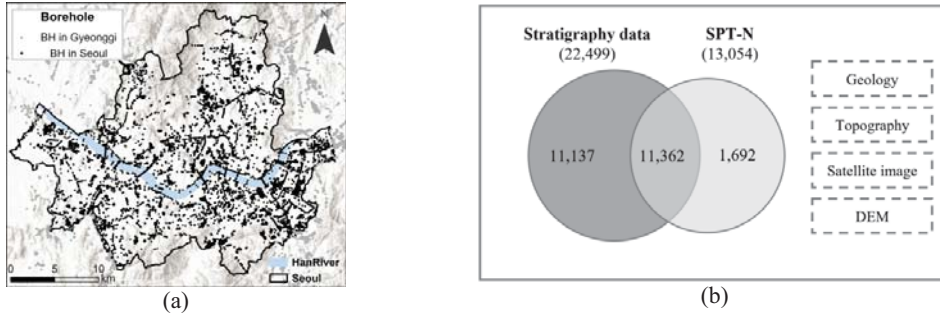 Borehole
BH in Gyeonggi
BH in Seoul
0 5 10
km
HanRiver
Seoul
(a)
Stratigraphy data
(22,499)
SPT-N
(13,054)
11,137
11,362
1,692
Geology
Topography
Satellite image
DEM
(b)